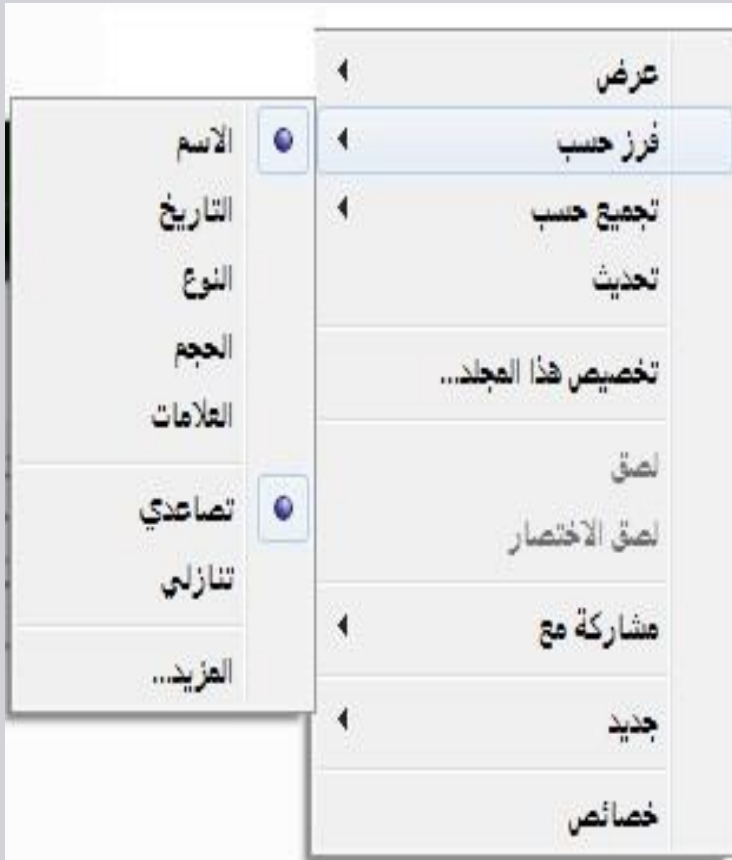 عرض
فرز حسب
تجميع حسب
تحديث
تخصيص هذا المجلد...
لصق
لصق الاختصار
مشاركة مع
جديد
خصائص
الاسم
التاريخ
النوع
الحجم
العلامات
تصاعدي
تنازلي
المزيد...